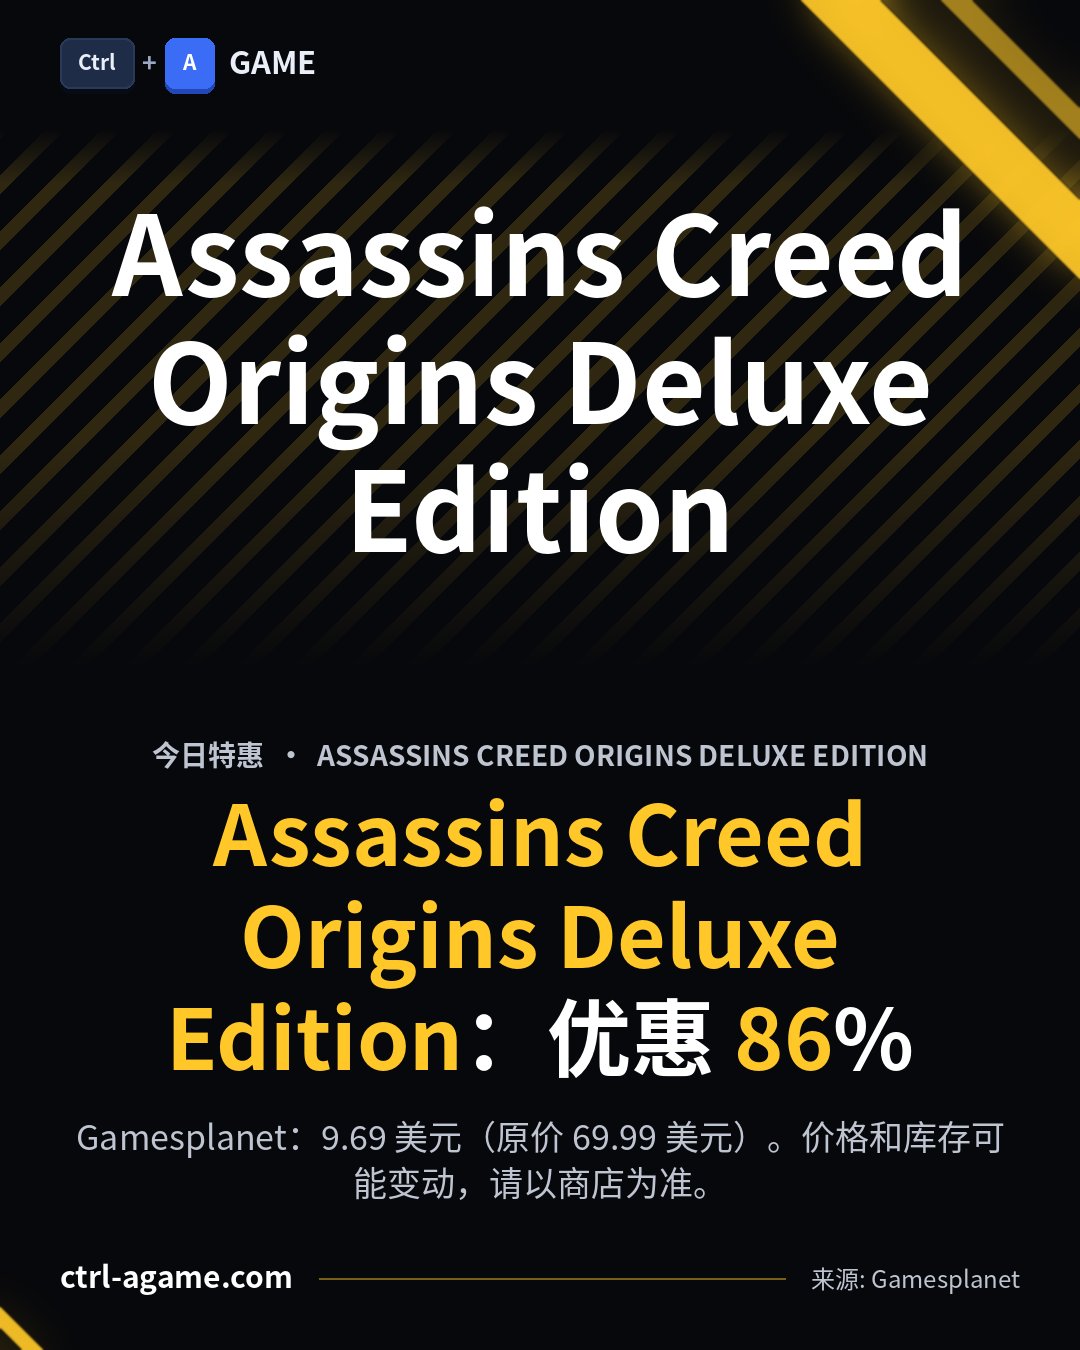 Ctrl + A GAME
Assassins Creed
Origins Deluxe
Edition
今日特惠 • ASSASSINS CREED ORIGINS DELUXE EDITION
Assassins Creed
Origins Deluxe
Edition：优惠 86%
Gamesplanet：9.69 美元（原价 69.99 美元）。价格和库存可
能变动，请以商店为准。
ctrl-agame.com
来源: Gamesplanet